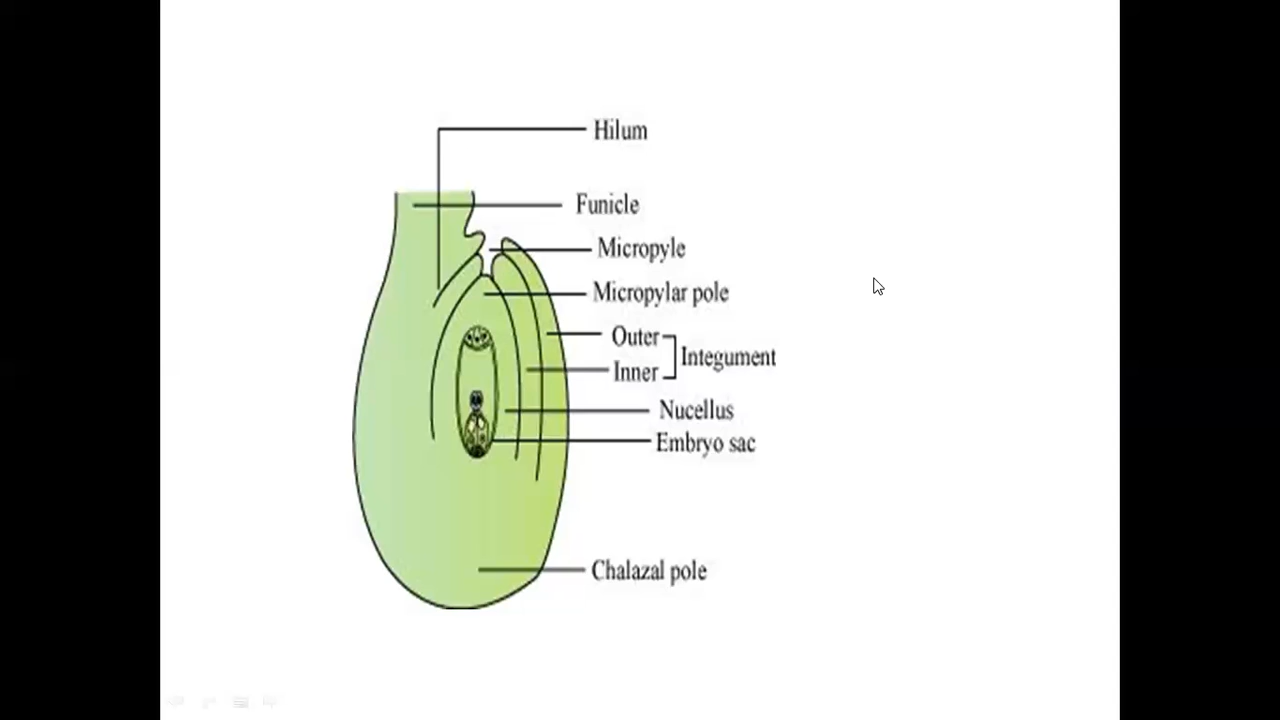 Hilum
Funicle
Micropyle
Micropylar pole
Outer
Integument
Inner
Nucellus
Embryo sac
Chalazal pole